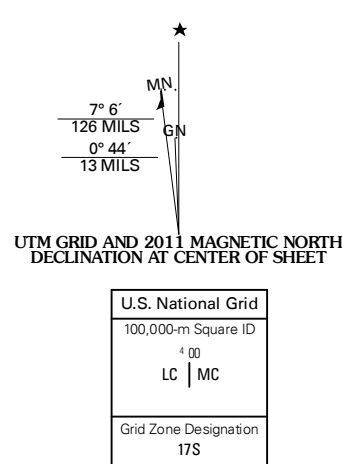 ★
MN.
7° 6´
126 MILS
GN
0° 44´
13 MILS
UTM GRID AND 2011 MAGNETIC NORTH
DECLINATION AT CENTER OF SHEET
U.S. National Grid
100,000-m Square ID
4 00
LC | MC
Grid Zone Designation
17S